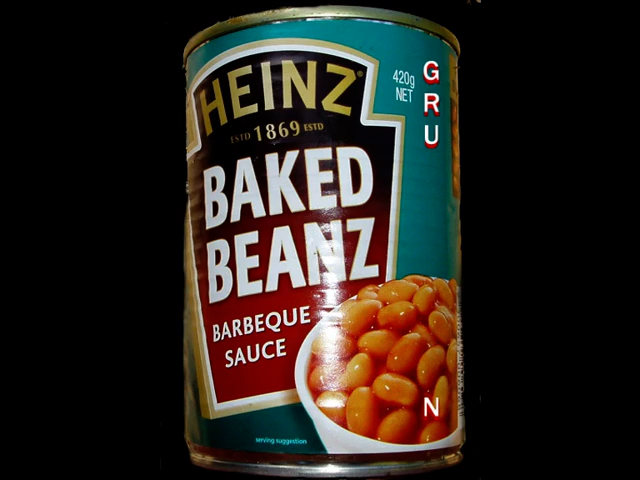 HEINZ®
ESTD 1869 ESTD
BAKED
BEANZ
BARBEQUE
SAUCE
420g
NET
G
R
U
N
serving suggestion